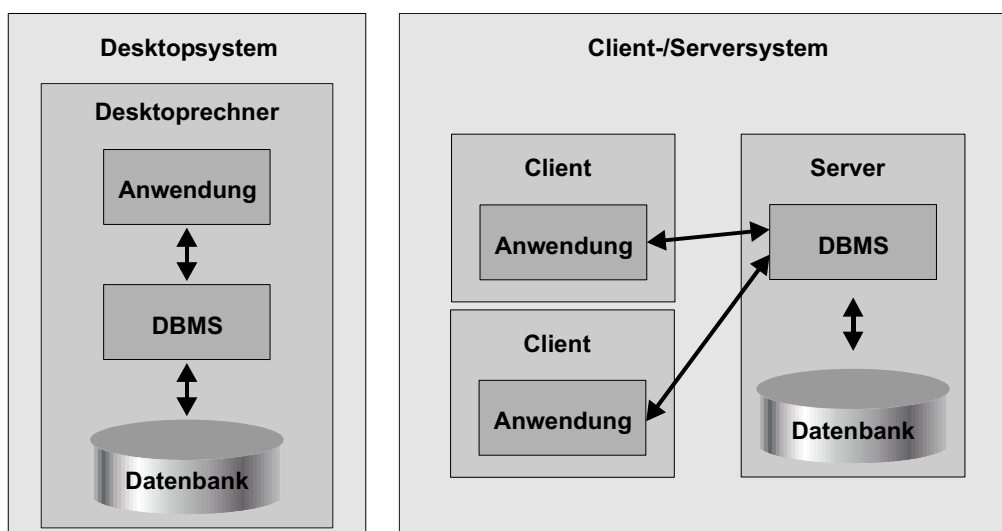 Desktopsystem
Desktoprechner
Anwendung
DBMS
Datenbank
Client-/Serversystem
Client
Anwendung
Client
Anwendung
Server
DBMS
Datenbank